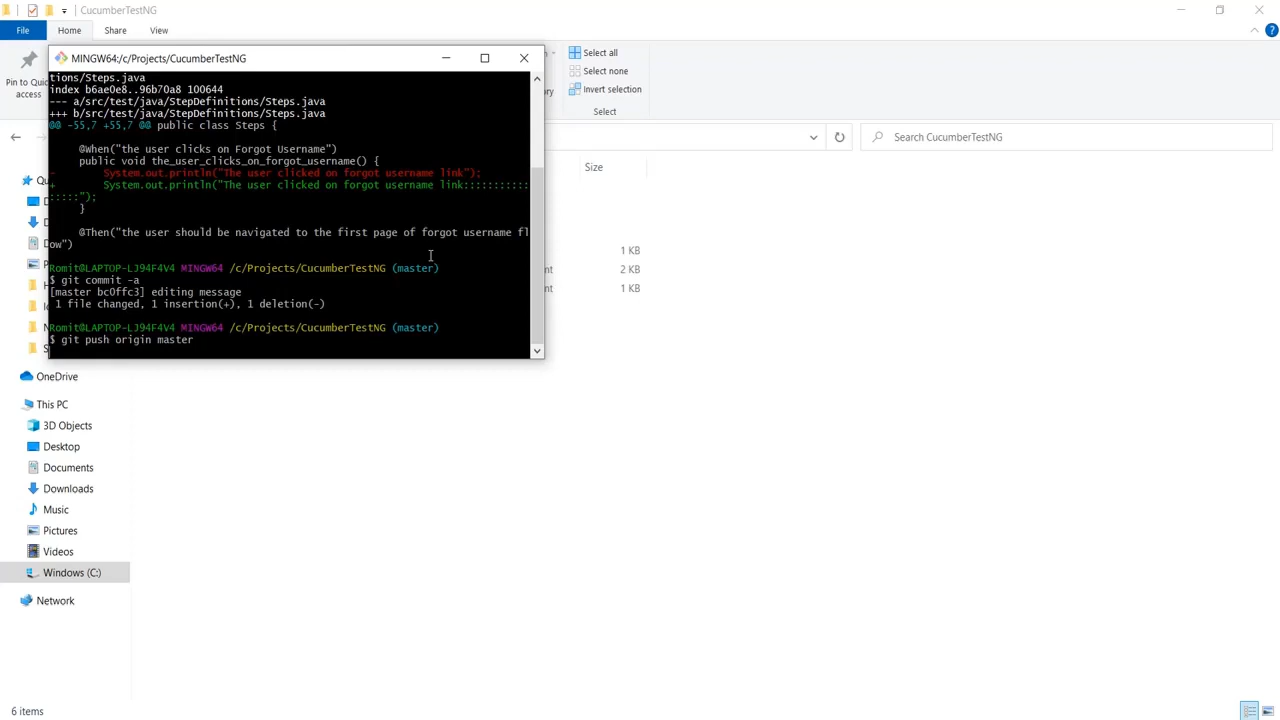 CucumberTestNG
File
Home
Share
View
Pin to Quick
access
MINGW64:/c/Projects/CucumberTestNG
Select all
Select none
Invert selection
Select
Search CucumberTestNG
Size
1 KB
2 KB
1 KB
tions/Steps.java
index b6ae0e8..96b70a8 100644
--- a/src/test/java/StepDefinitions/Steps.java
+++ b/src/test/java/StepDefinitions/Steps.java
@@ -55,7 +55,7 @@ public class Steps {
@When("the user clicks on Forgot Username")
public void the_user_clicks_on_forgot_username() {
- System.out.println("The user clicked on forgot username link");
+ System.out.println("The user clicked on forgot username link:::::::::::
:::::");
}
@Then("the user should be navigated to the first page of forgot username fl
ow")
Romit@LAPTOP-LJ94F4V4 MINGW64 /c/Projects/CucumberTestNG (master)
$ git commit -a
[master bc0ffc3] editing message
1 file changed, 1 insertion(+), 1 deletion(-)
Romit@LAPTOP-LJ94F4V4 MINGW64 /c/Projects/CucumberTestNG (master)
$ git push origin master
OneDrive
This PC
3D Objects
Desktop
Documents
Downloads
Music
Pictures
Videos
Windows (C:)
Network
6 items